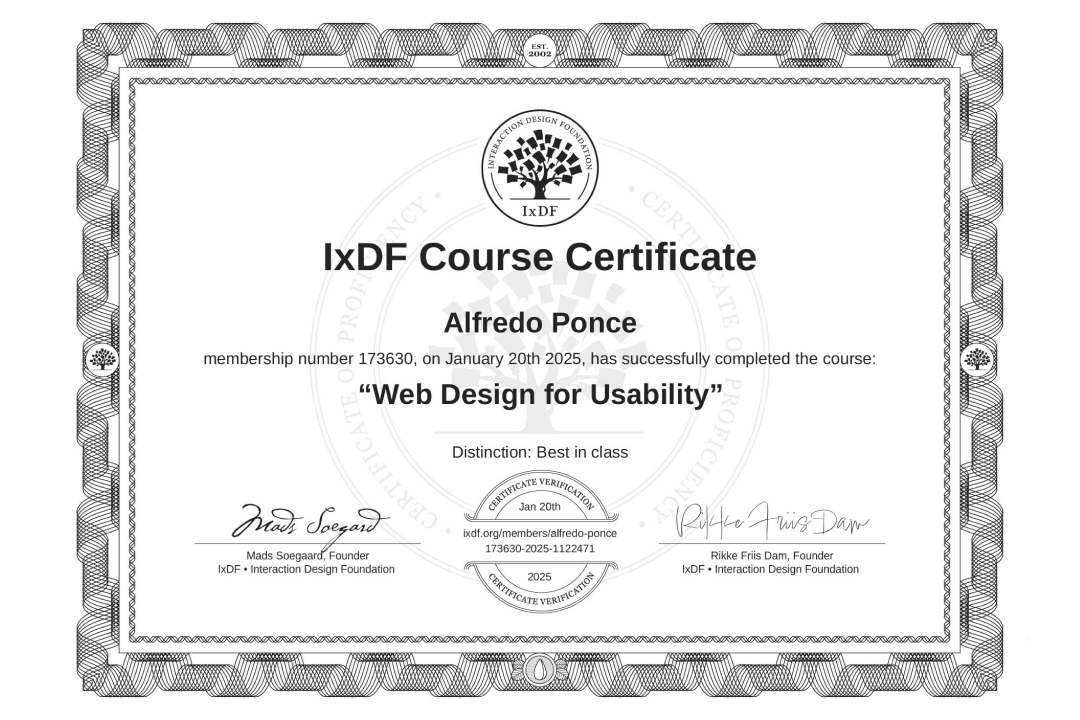 EST.
2002
INTERACTION DESIGN FOUNDATION
IxDF
CERTIFICATE OF PROFICIENCY • CERTIFICATE OF PROFICIENCY •
IxDF Course Certificate
Alfredo Ponce
membership number 173630, on January 20th 2025, has successfully completed the course:
“Web Design for Usability”
Distinction: Best in class
Mads Soegaard
Mads Soegaard, Founder
IxDF • Interaction Design Foundation
CERTIFICATE VERIFICATION
Jan 20th
ixdf.org/members/alfredo-ponce
173630-2025-1122471
2025
CERTIFICATE VERIFICATION
Rikke Friis Dam
Rikke Friis Dam, Founder
IxDF • Interaction Design Foundation